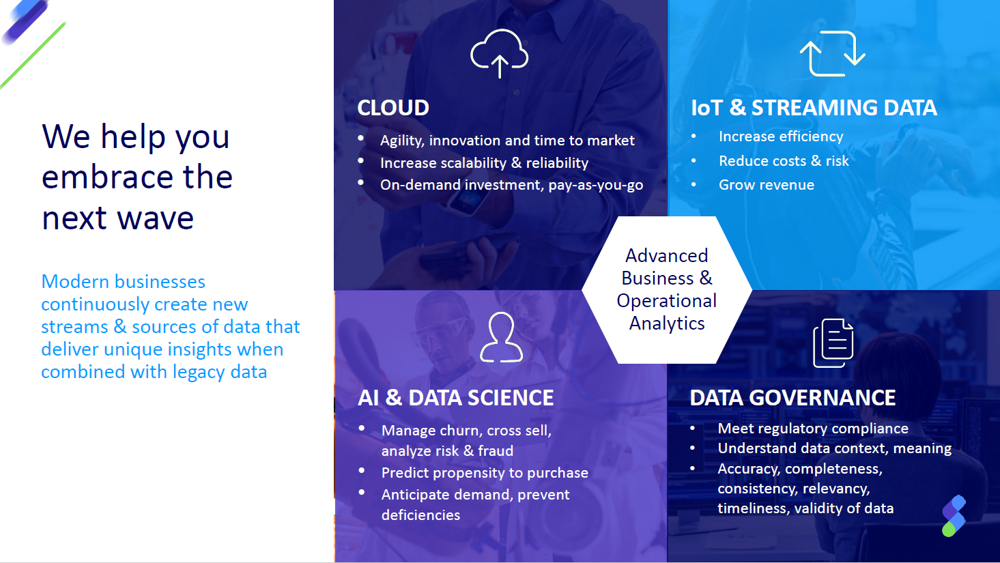 We help you
embrace the
next wave
Modern businesses
continuously create new
streams & sources of data that
deliver unique insights when
combined with legacy data
CLOUD
• Agility, innovation and time to market
• Increase scalability & reliability
• On-demand investment, pay-as-you-go
IoT & STREAMING DATA
• Increase efficiency
• Reduce costs & risk
• Grow revenue
Advanced
Business &
Operational
Analytics
AI & DATA SCIENCE
• Manage churn, cross sell,
analyze risk & fraud
• Predict propensity to purchase
• Anticipate demand, prevent
deficiencies
DATA GOVERNANCE
• Meet regulatory compliance
• Understand data context, meaning
• Accuracy, completeness,
consistency, relevancy,
timeliness, validity of data